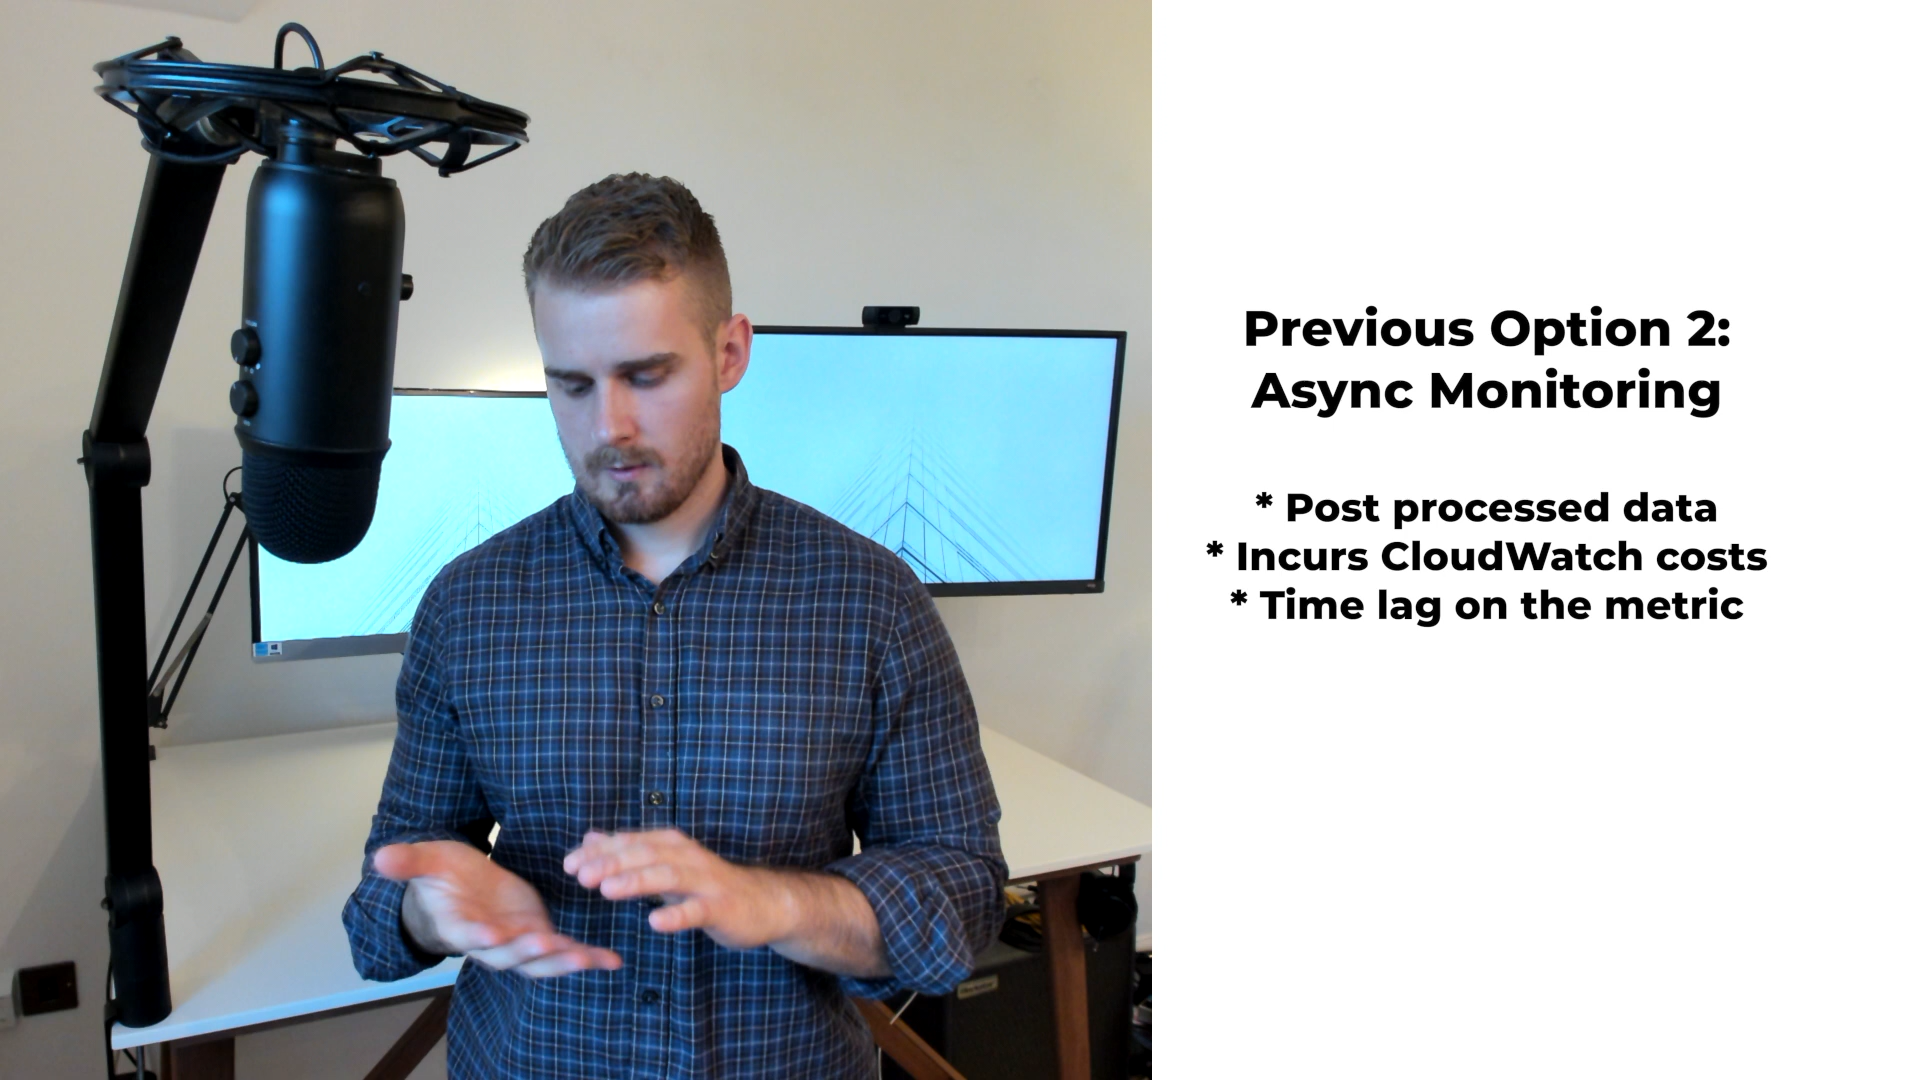 Previous Option 2:
Async Monitoring
* Post processed data
* Incurs CloudWatch costs
* Time lag on the metric